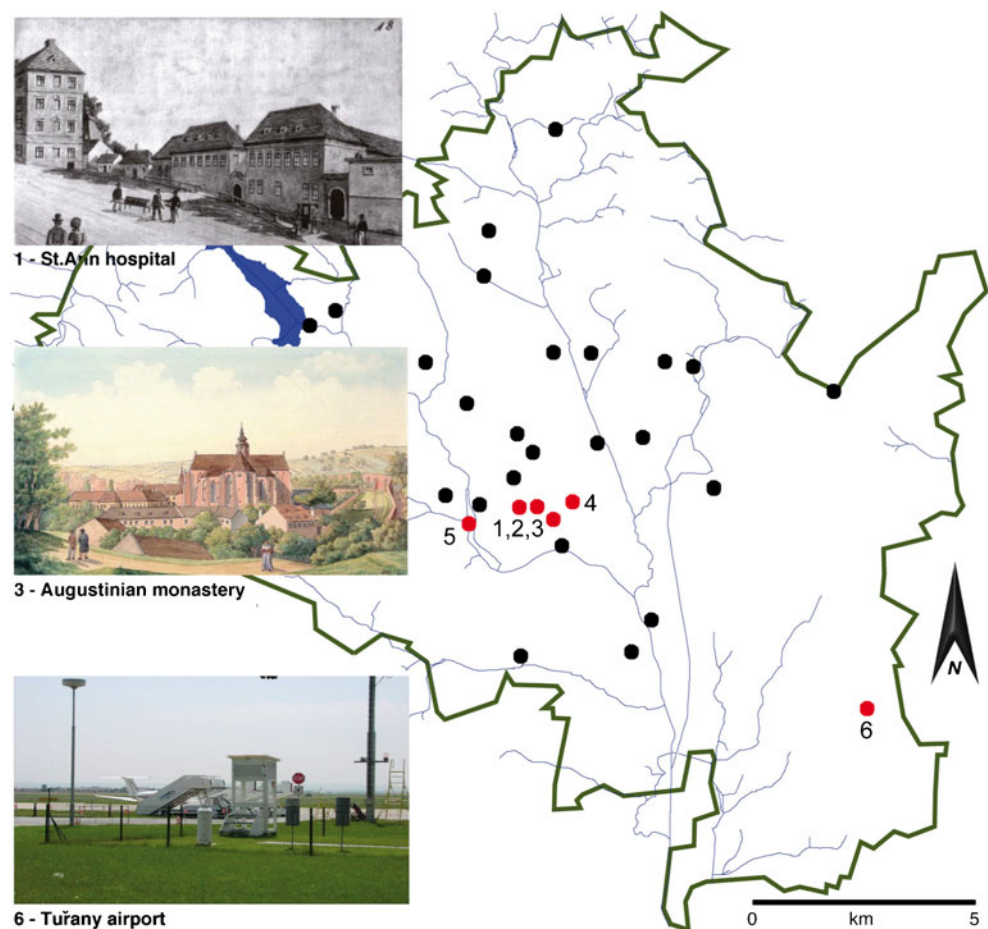 18
1 - St.Ann hospital
3 - Augustinian monastery
4
1,2,3
5
6
N
6 - Tuřany airport
0 km 5